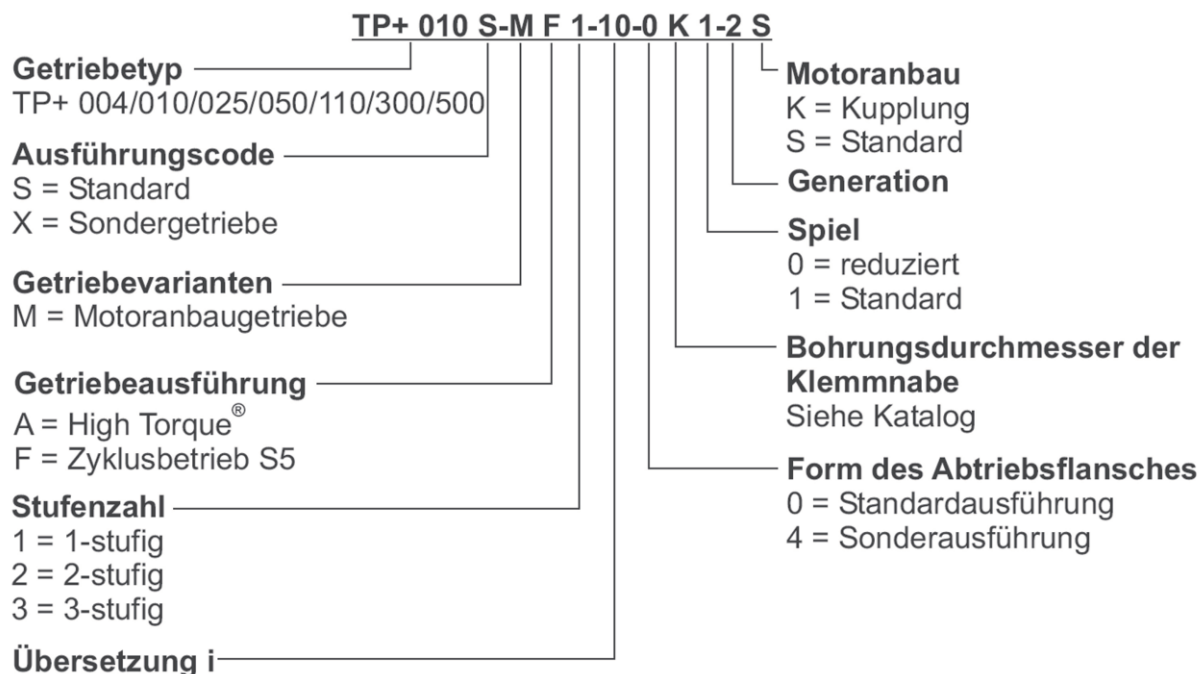 TP+ 010 S-M F 1-10-0 K 1-2 S
Getriebetyp
TP+ 004/010/025/050/110/300/500
Ausführungscode
S = Standard
X = Sondergetriebe
Getriebevarianten
M = Motoranbaugetriebe
Getriebeausführung
A = High Torque®
F = Zyklusbetrieb S5
Stufenzahl
1 = 1-stufig
2 = 2-stufig
3 = 3-stufig
Übersetzung i
Motoranbau
K = Kupplung
S = Standard
Generation
Spiel
0 = reduziert
1 = Standard
Bohrungsdurchmesser der
Klemmnabe
Siehe Katalog
Form des Abtriebsflansches
0 = Standardausführung
4 = Sonderausführung